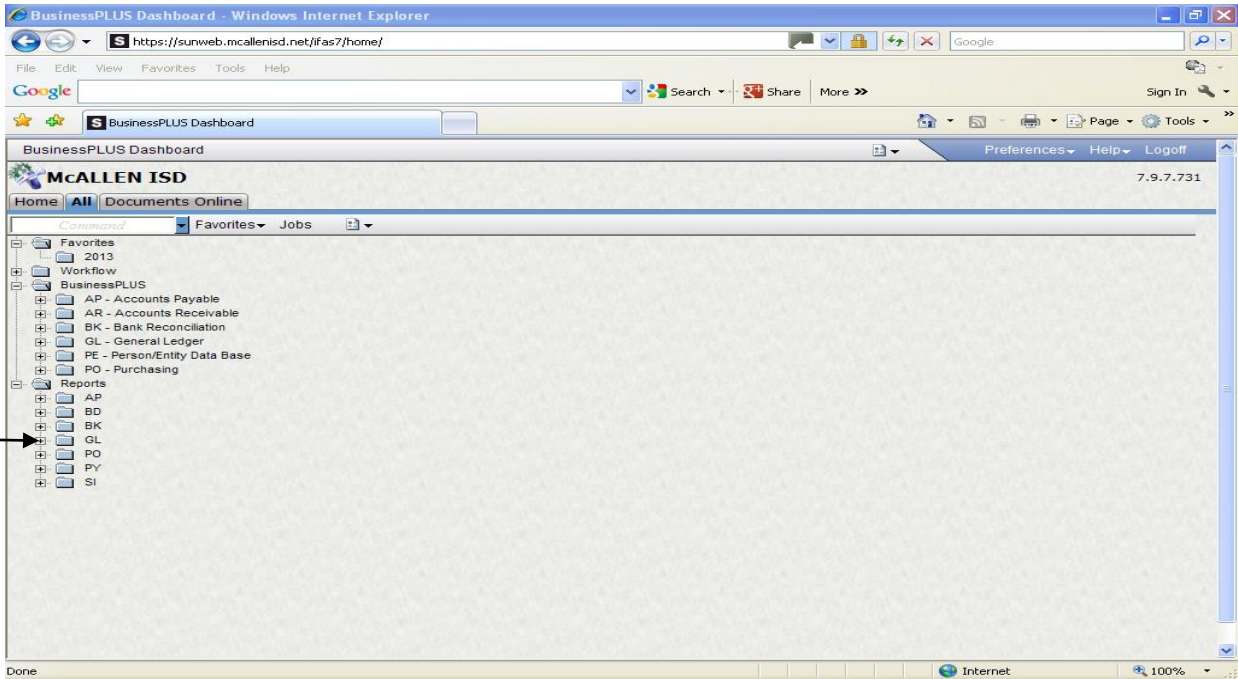 BusinessPLUS Dashboard - Windows Internet Explorer
S https://sunweb.mcallenisd.net/ifas7/home/ Google
File Edit View Favorites Tools Help
Google Search Share More >> Sign In
S BusinessPLUS Dashboard Page Tools >>
BusinessPLUS Dashboard Preferences Help Logoff
McALLEN ISD 7.9.7.731
Home All Documents Online
Command Favorites Jobs
Favorites
2013
Workflow
BusinessPLUS
AP - Accounts Payable
AR - Accounts Receivable
BK - Bank Reconciliation
GL - General Ledger
PE - Person/Entity Data Base
PO - Purchasing
Reports
AP
BD
BK
GL
PO
PY
SI
Done Internet 100%